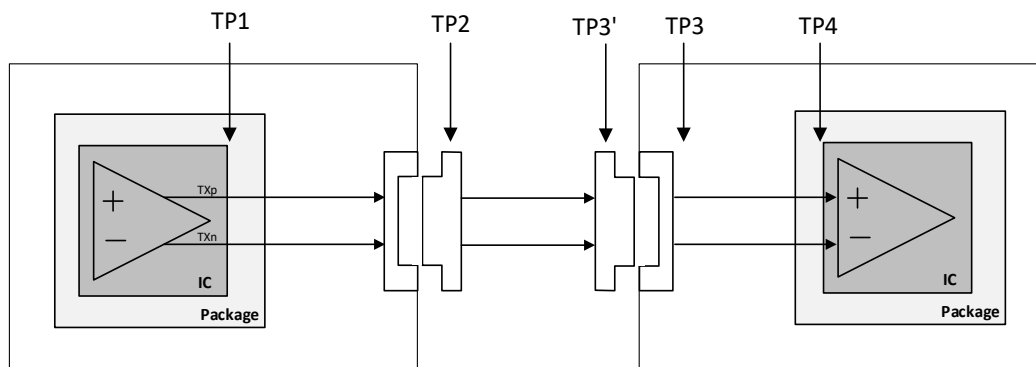 TP1
TP2
TP3'
TP3
TP4
TXp
+
−
TXn
IC
Package
+
−
IC
Package